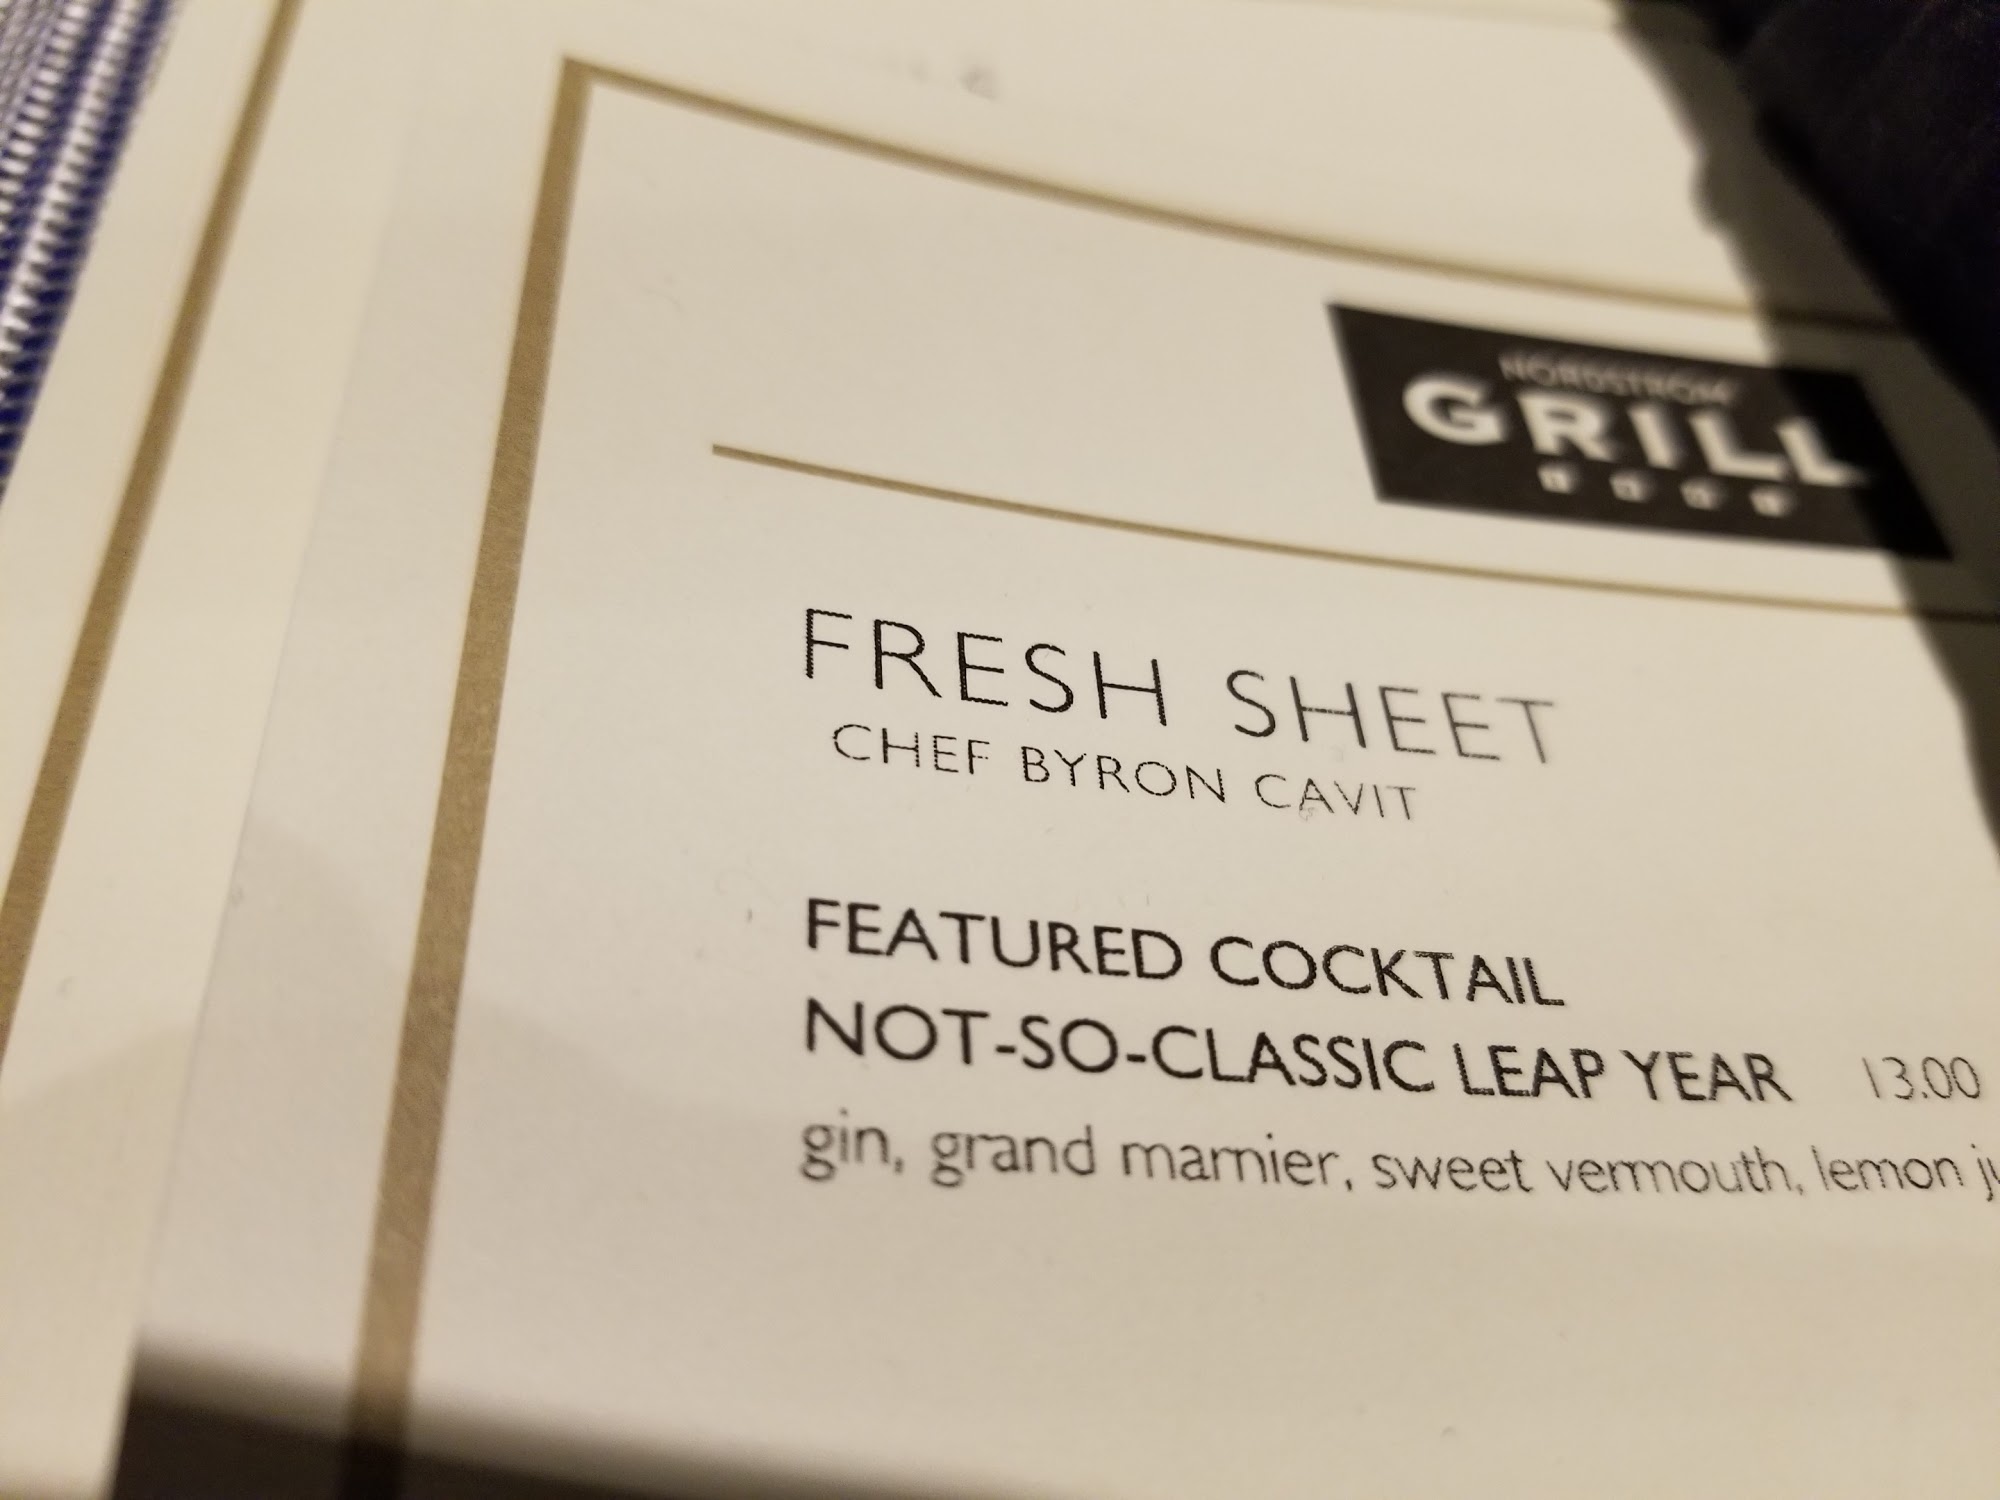 NORDSTROM
GRILL
FRESH SHEET
CHEF BYRON CAVIT
FEATURED COCKTAIL
NOT-SO-CLASSIC LEAP YEAR 13.00
gin, grand marnier, sweet vermouth, lemon